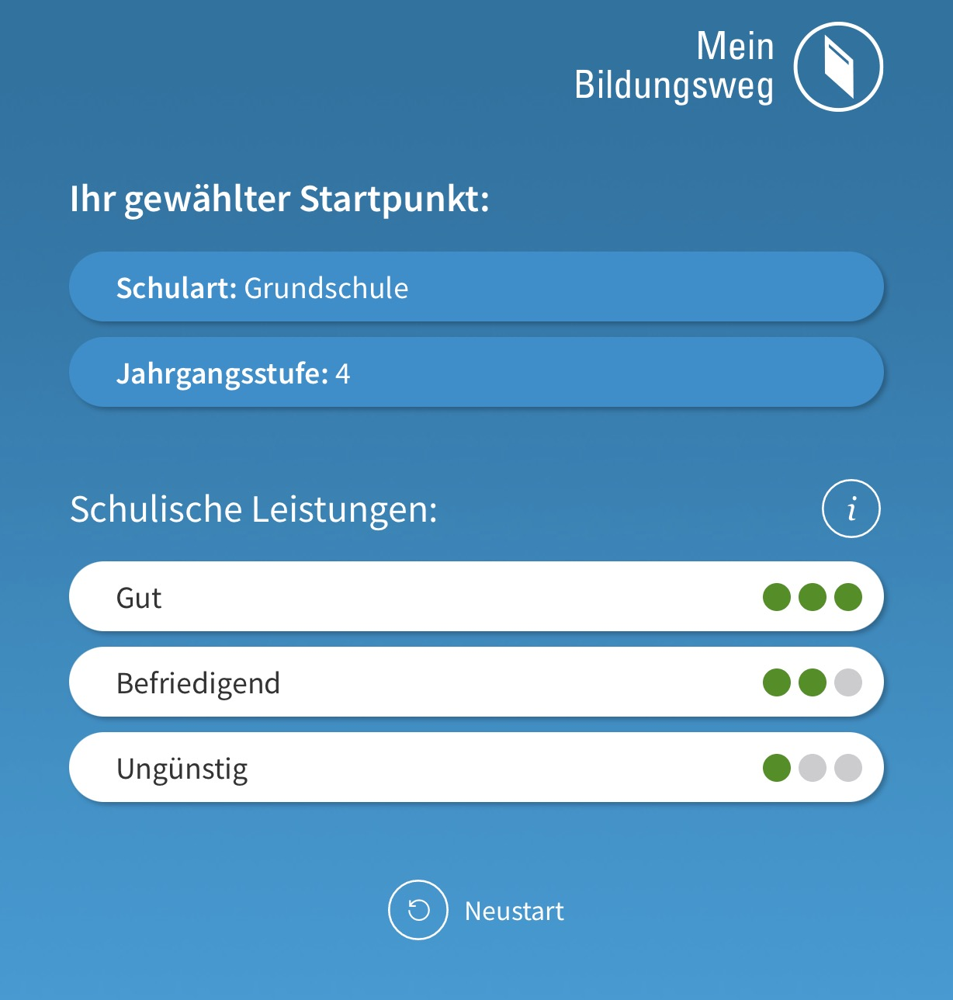 Mein
Bildungsweg
Ihr gewählter Startpunkt:
Schulart: Grundschule
Jahrgangsstufe: 4
Schulische Leistungen:
i
Gut
Befriedigend
Ungünstig
Neustart